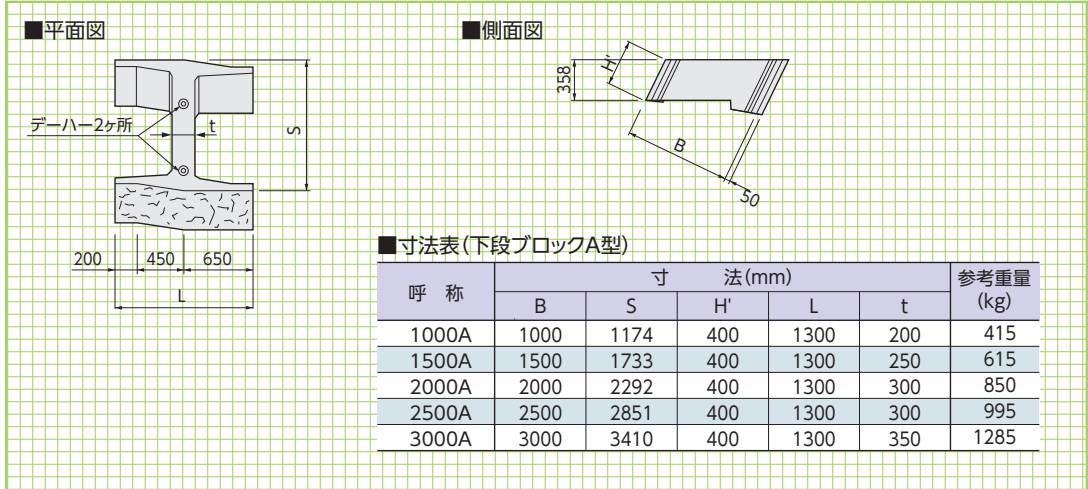 ■平面図
デーハー2ヶ所
t
S
200
450
650
L
■側面図
H'
358
B
50
■寸法表(下段ブロックA型)
呼 称 寸 法(mm) 参考重量(kg)
B S H' L t
1000A 1000 1174 400 1300 200 415
1500A 1500 1733 400 1300 250 615
2000A 2000 2292 400 1300 300 850
2500A 2500 2851 400 1300 300 995
3000A 3000 3410 400 1300 350 1285